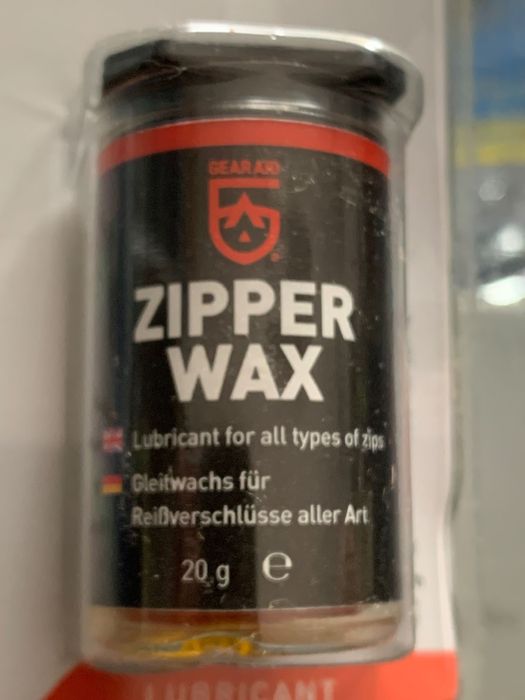 GEAR AID
ZIPPER
WAX
Lubricant for all types of zips
Gleitwachs für
Reißverschlüsse aller Art
20 g ℮
LUBRICANT